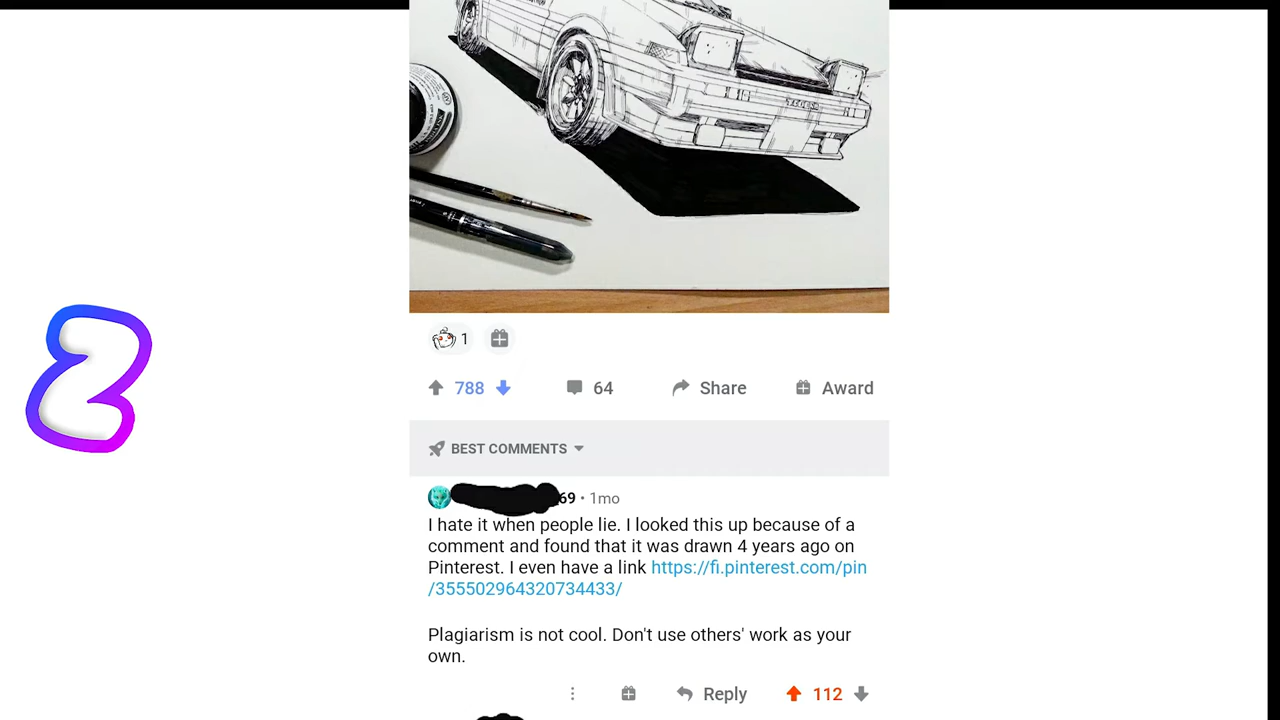 2
1
788
64
Share
Award
BEST COMMENTS
69 • 1mo
I hate it when people lie. I looked this up because of a
comment and found that it was drawn 4 years ago on
Pinterest. I even have a link https://fi.pinterest.com/pin
/355502964320734433/
Plagiarism is not cool. Don't use others' work as your
own.
Reply
112